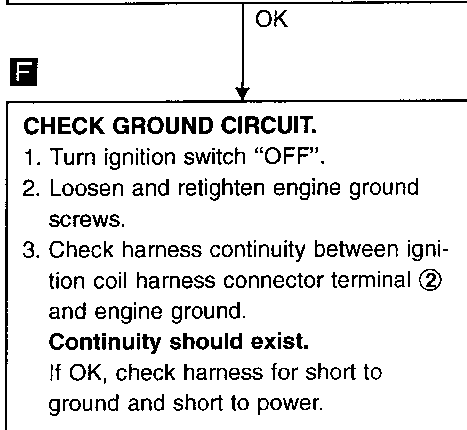 OK
F
CHECK GROUND CIRCUIT.
1. Turn ignition switch “OFF”.
2. Loosen and retighten engine ground
screws.
3. Check harness continuity between igni-
tion coil harness connector terminal ②
and engine ground.
Continuity should exist.
If OK, check harness for short to
ground and short to power.